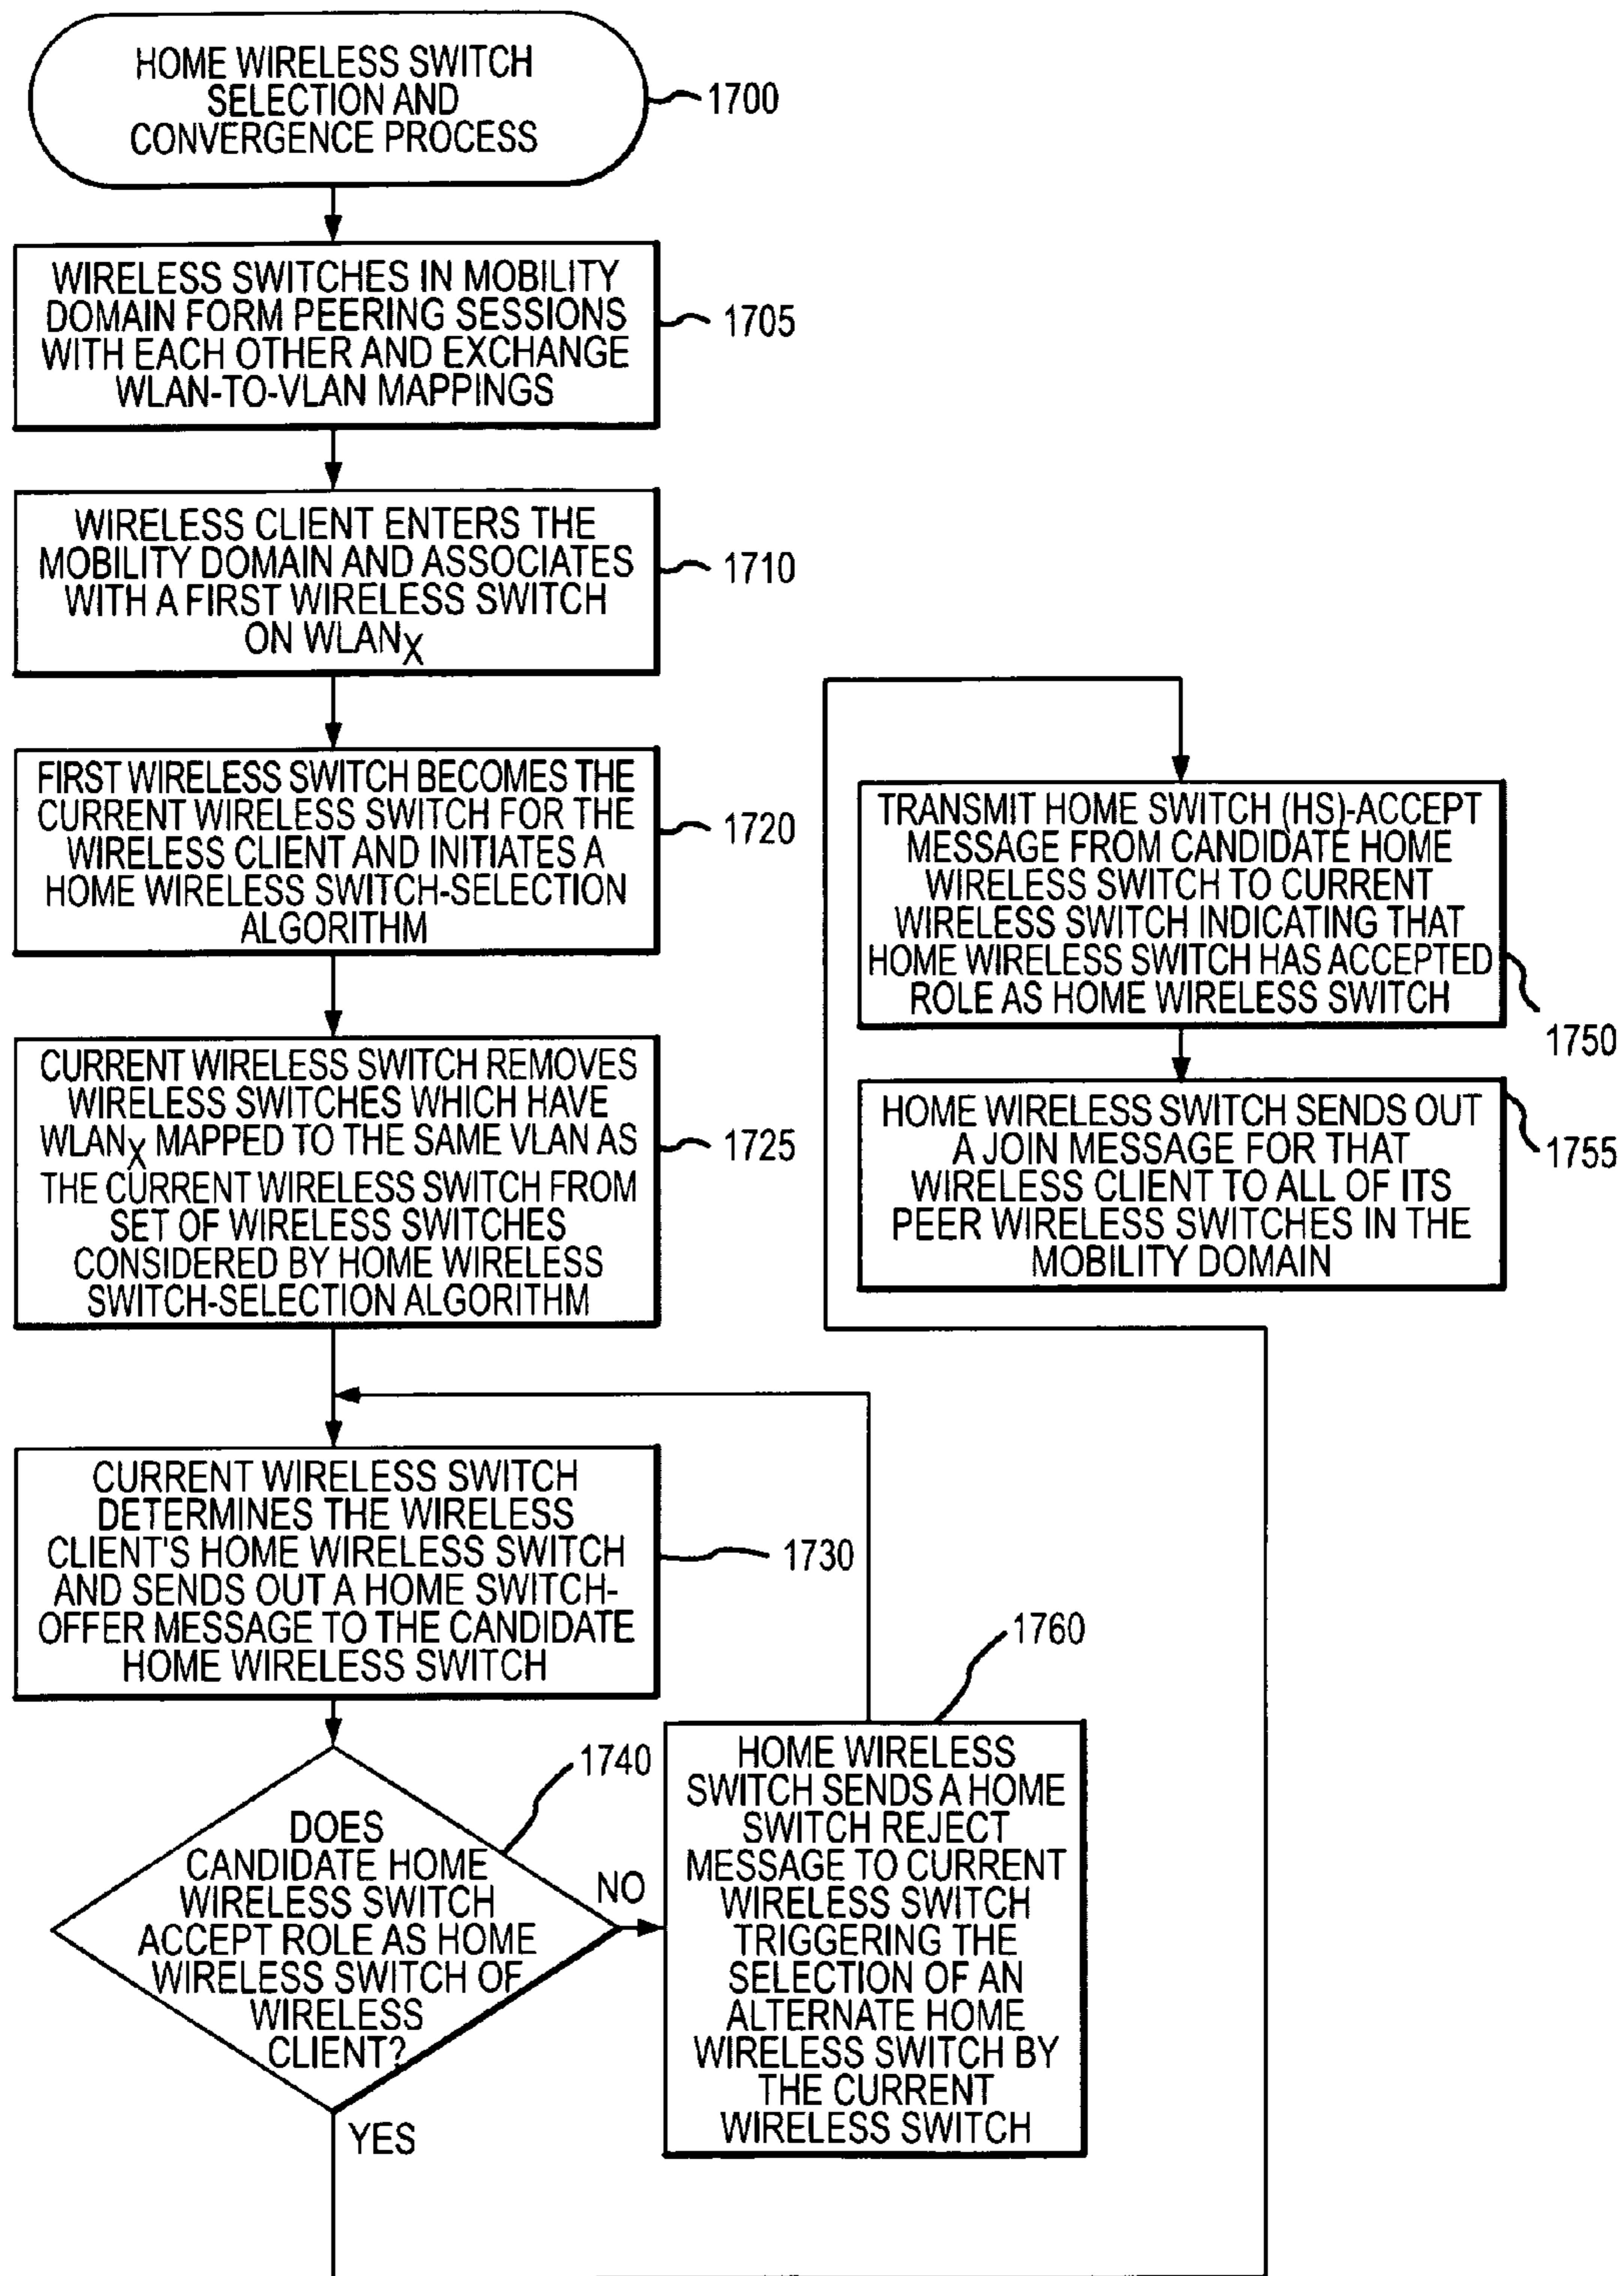 HOME WIRELESS SWITCH
SELECTION AND
CONVERGENCE PROCESS
1700
WIRELESS SWITCHES IN MOBILITY
DOMAIN FORM PEERING SESSIONS
WITH EACH OTHER AND EXCHANGE
WLAN-TO-VLAN MAPPINGS
1705
WIRELESS CLIENT ENTERS THE
MOBILITY DOMAIN AND ASSOCIATES
WITH A FIRST WIRELESS SWITCH
ON WLANX
1710
FIRST WIRELESS SWITCH BECOMES THE
CURRENT WIRELESS SWITCH FOR THE
WIRELESS CLIENT AND INITIATES A
HOME WIRELESS SWITCH-SELECTION
ALGORITHM
1720
CURRENT WIRELESS SWITCH REMOVES
WIRELESS SWITCHES WHICH HAVE
WLANX MAPPED TO THE SAME VLAN AS
THE CURRENT WIRELESS SWITCH FROM
SET OF WIRELESS SWITCHES
CONSIDERED BY HOME WIRELESS
SWITCH-SELECTION ALGORITHM
1725
CURRENT WIRELESS SWITCH
DETERMINES THE WIRELESS
CLIENT'S HOME WIRELESS SWITCH
AND SENDS OUT A HOME SWITCH-
OFFER MESSAGE TO THE CANDIDATE
HOME WIRELESS SWITCH
1730
DOES
CANDIDATE HOME
WIRELESS SWITCH
ACCEPT ROLE AS HOME
WIRELESS SWITCH OF
WIRELESS
CLIENT?
1740
NO
YES
HOME WIRELESS
SWITCH SENDS A HOME
SWITCH REJECT
MESSAGE TO CURRENT
WIRELESS SWITCH
TRIGGERING THE
SELECTION OF AN
ALTERNATE HOME
WIRELESS SWITCH BY
THE CURRENT
WIRELESS SWITCH
1760
TRANSMIT HOME SWITCH (HS)-ACCEPT
MESSAGE FROM CANDIDATE HOME
WIRELESS SWITCH TO CURRENT
WIRELESS SWITCH INDICATING THAT
HOME WIRELESS SWITCH HAS ACCEPTED
ROLE AS HOME WIRELESS SWITCH
1750
HOME WIRELESS SWITCH SENDS OUT
A JOIN MESSAGE FOR THAT
WIRELESS CLIENT TO ALL OF ITS
PEER WIRELESS SWITCHES IN THE
MOBILITY DOMAIN
1755